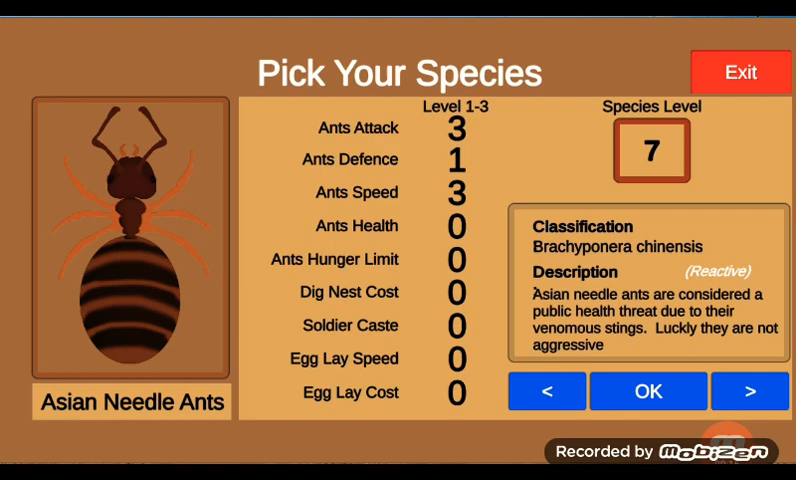 Pick Your Species
Exit
Level 1-3
Species Level
Ants Attack 3
7
Ants Defence 1
Ants Speed 3
Ants Health 0
Ants Hunger Limit 0
Dig Nest Cost 0
Soldier Caste 0
Egg Lay Speed 0
Egg Lay Cost 0
Classification
Brachyponera chinensis
Description (Reactive)
Asian needle ants are considered a
public health threat due to their
venomous stings. Luckly they are not
aggressive
< OK >
Asian Needle Ants
Recorded by mobizen